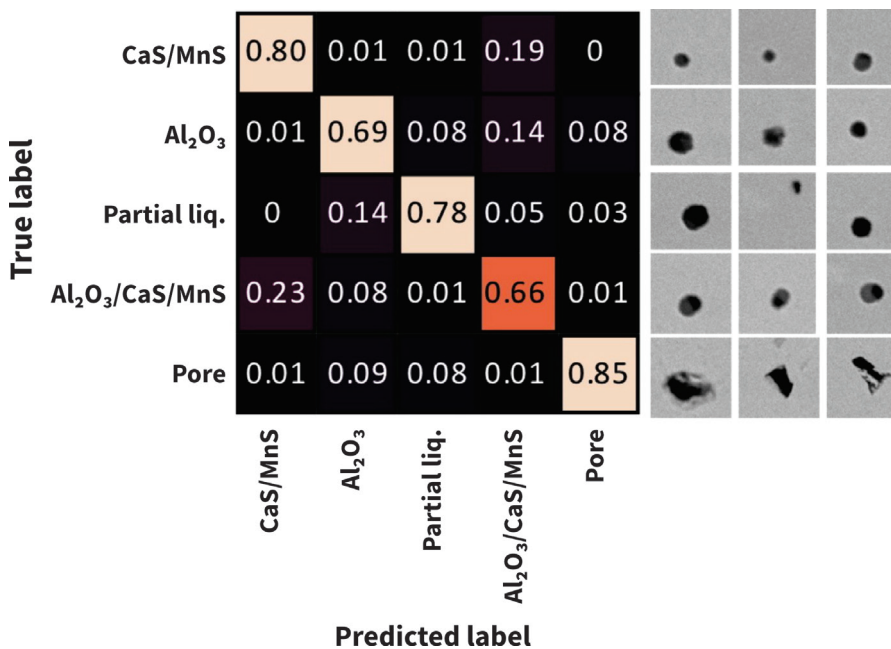 True label
CaS/MnS 0.80 0.01 0.01 0.19 0
Al₂O₃ 0.01 0.69 0.08 0.14 0.08
Partial liq. 0 0.14 0.78 0.05 0.03
Al₂O₃/CaS/MnS 0.23 0.08 0.01 0.66 0.01
Pore 0.01 0.09 0.08 0.01 0.85
CaS/MnS
Al₂O₃
Partial liq.
Al₂O₃/CaS/MnS
Pore
Predicted label